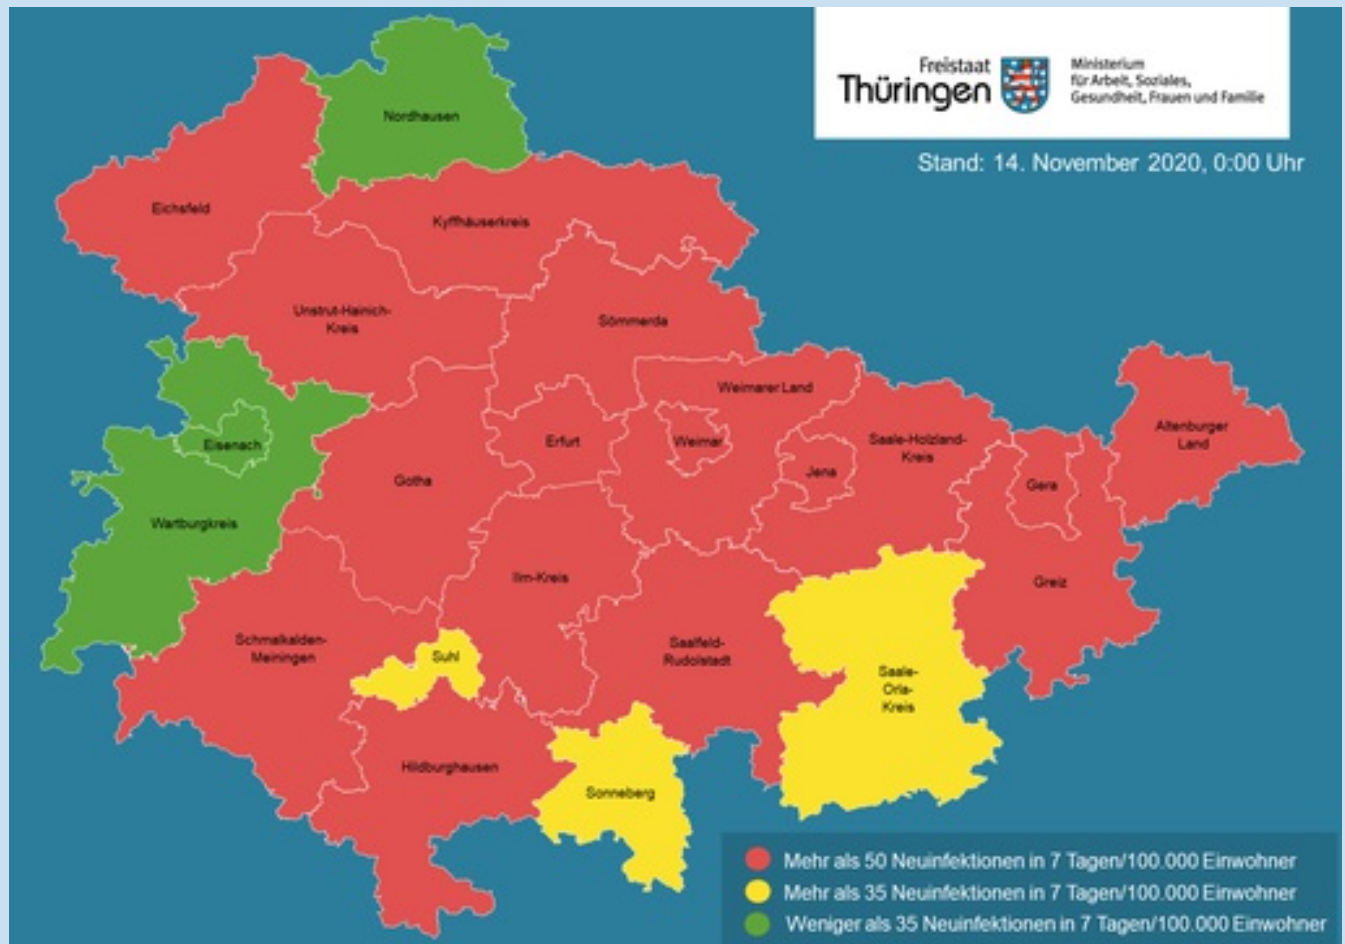 Freistaat
Thüringen
Ministerium
für Arbeit, Soziales,
Gesundheit, Frauen und Familie
Stand: 14. November 2020, 0:00 Uhr
Nordhausen
Eichsfeld
Kyffhäuserkreis
Unstrut-Hainich-
Kreis
Sömmerda
Weimarer Land
Eisenach
Erfurt
Weimar
Jena
Saale-Holzland-
Kreis
Altenburger
Land
Gotha
Gera
Wartburgkreis
Ilm-Kreis
Greiz
Schmalkalden-
Meiningen
Suhl
Saalfeld-
Rudolstadt
Saale-
Orla-
Kreis
Hildburghausen
Sonneberg
Mehr als 50 Neuinfektionen in 7 Tagen/100.000 Einwohner
Mehr als 35 Neuinfektionen in 7 Tagen/100.000 Einwohner
Weniger als 35 Neuinfektionen in 7 Tagen/100.000 Einwohner